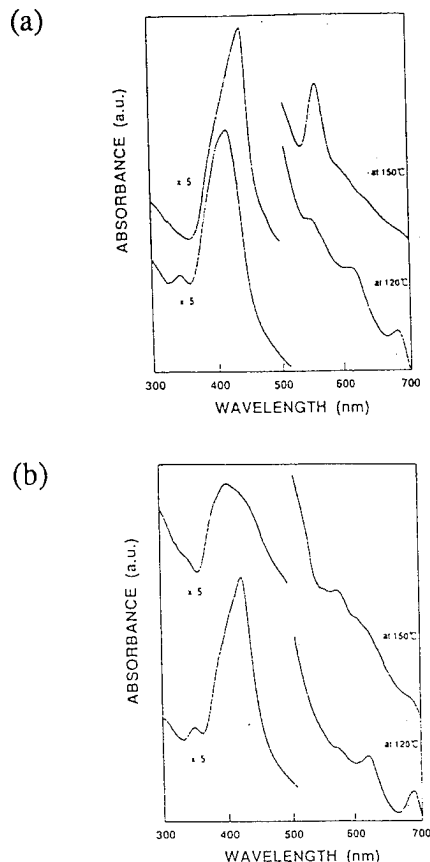 (a)
ABSORBANCE (a.u.)
x 5
at 150℃
x 5
at 120℃
300 400 500 600 700
WAVELENGTH (nm)
(b)
ABSORBANCE (a.u.)
x 5
at 150℃
x 5
at 120℃
300 400 500 600 700
WAVELENGTH (nm)